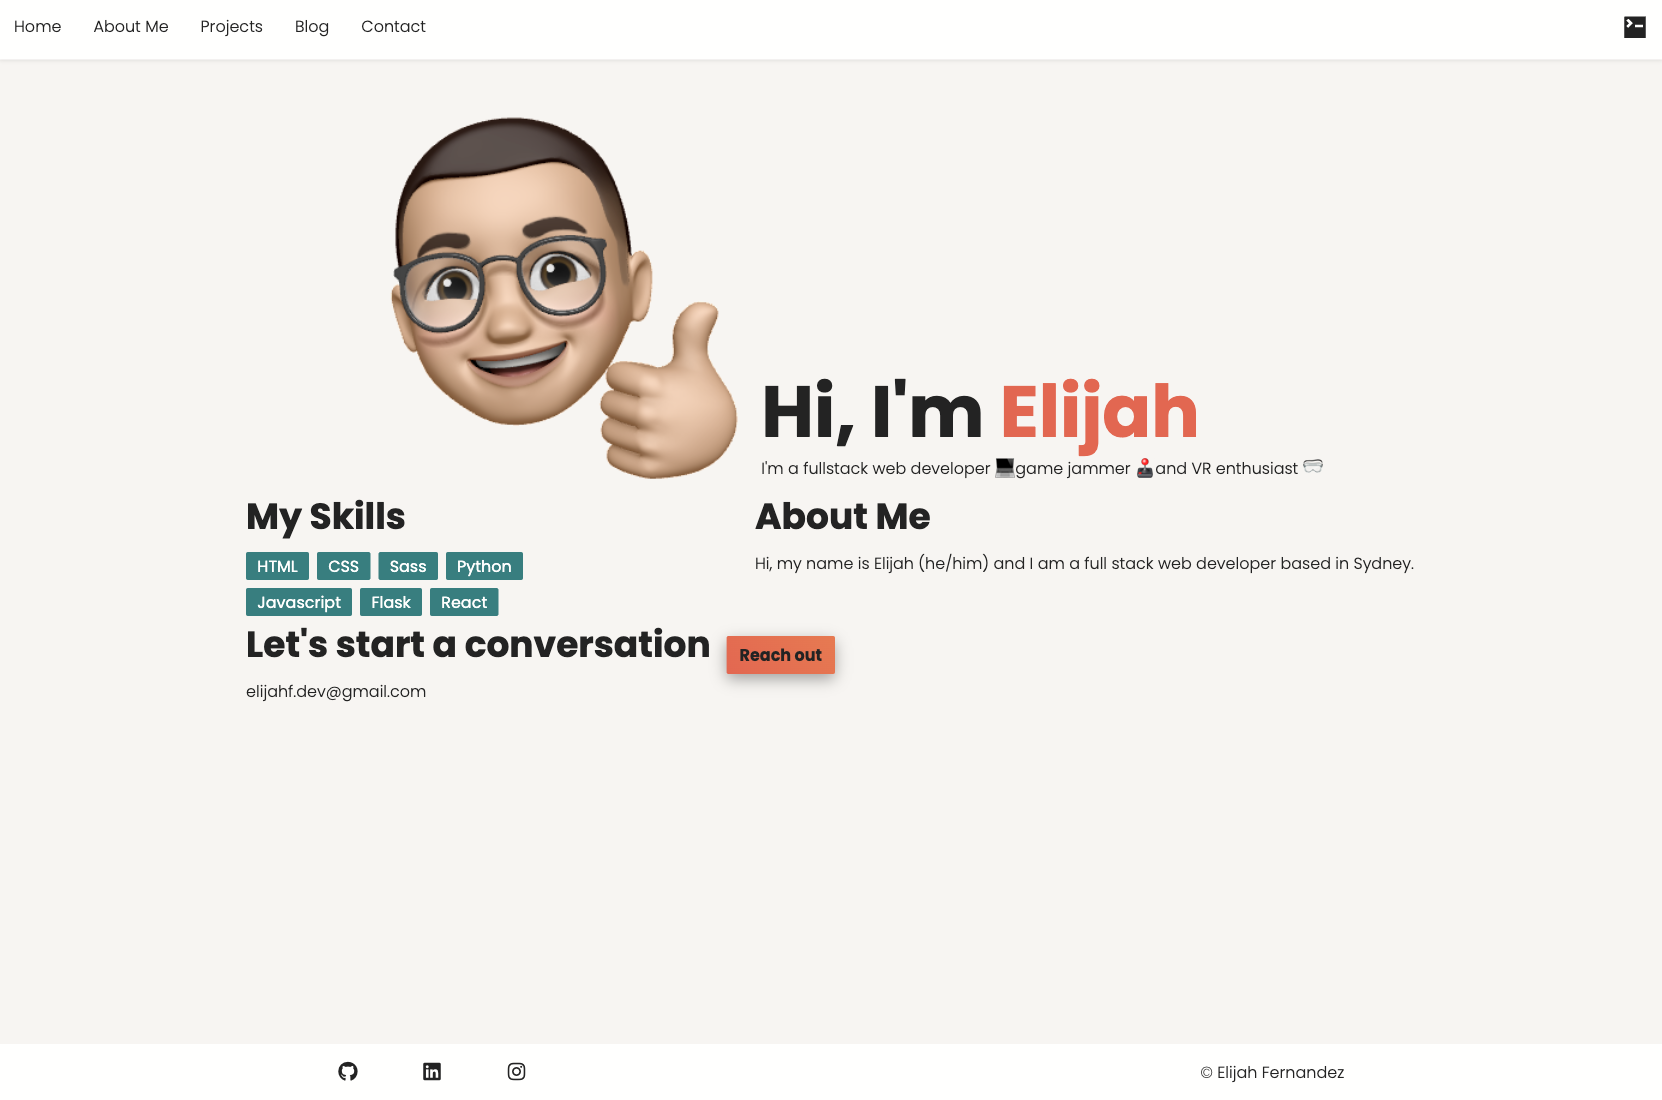 Home About Me Projects Blog Contact
Hi, I'm Elijah
I'm a fullstack web developer 💻game jammer 🕹️and VR enthusiast 🥽
My Skills
HTML CSS Sass Python
Javascript Flask React
About Me
Hi, my name is Elijah (he/him) and I am a full stack web developer based in Sydney.
Let's start a conversation
Reach out
elijahf.dev@gmail.com
© Elijah Fernandez